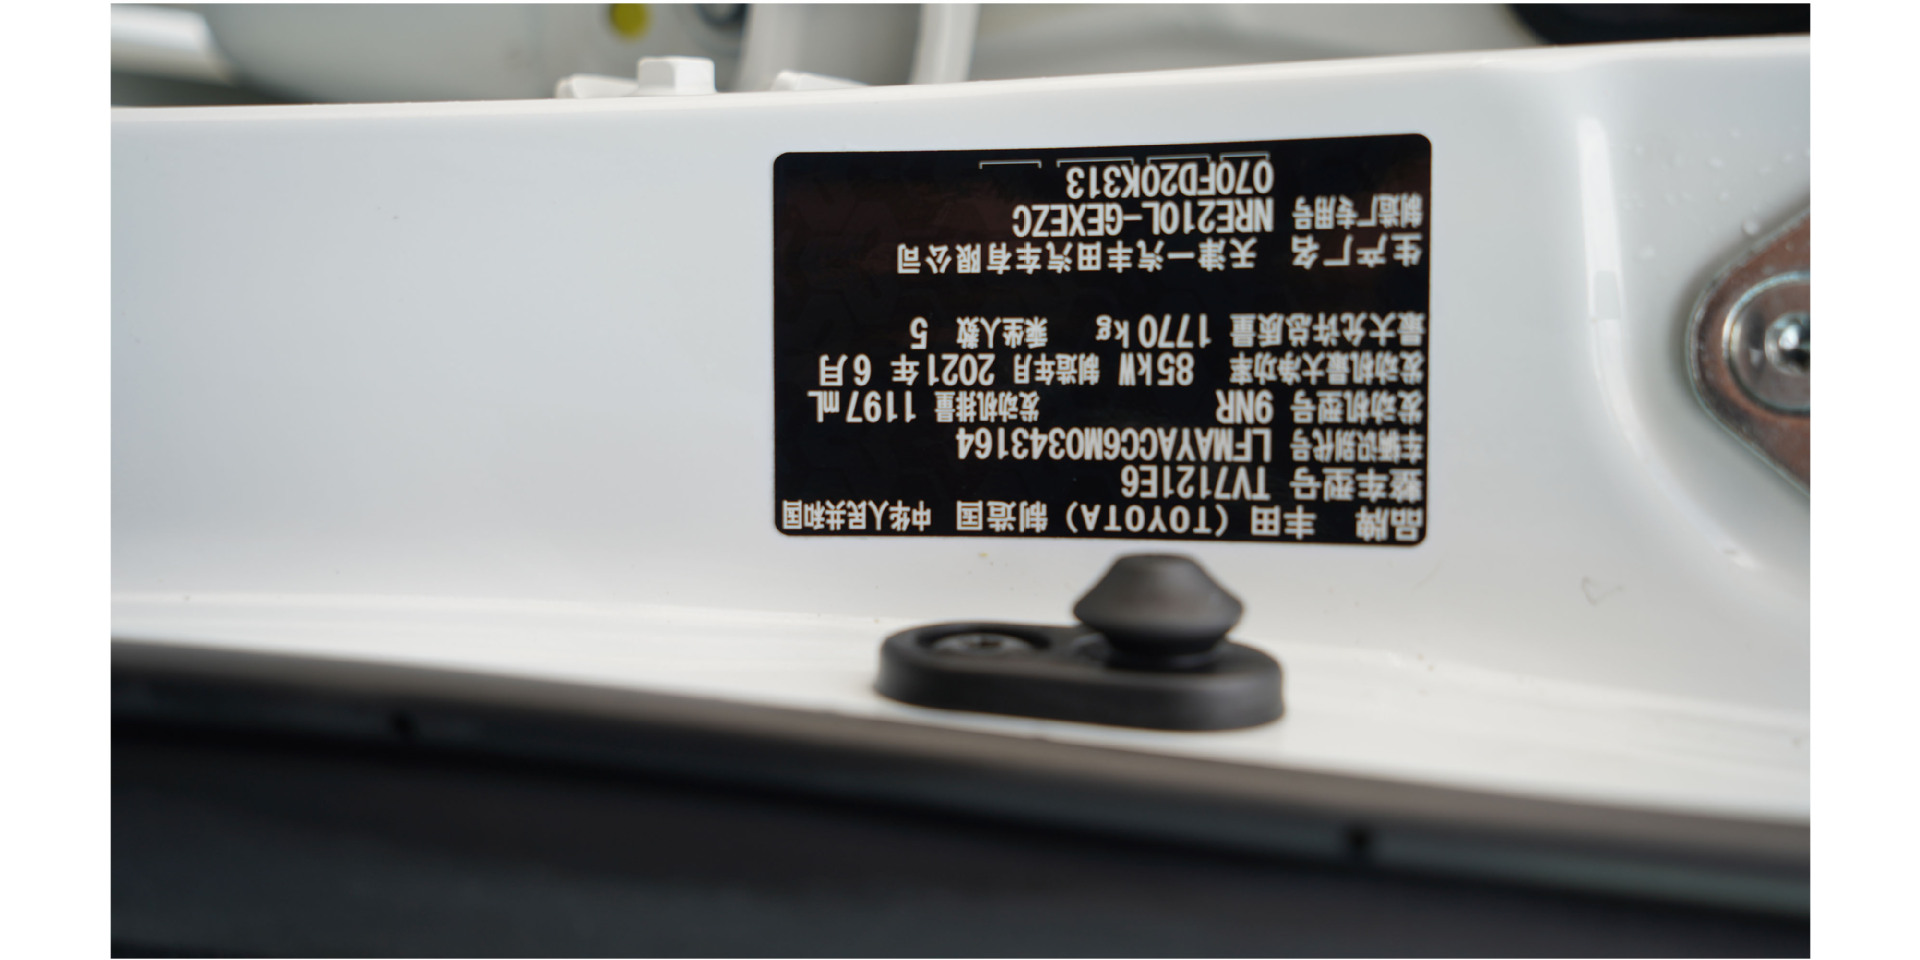 品牌 丰田（TOYOTA）制造国 中华人民共和国
整车型号 TV7121E6
车辆识别代号 LFMAYACC6M0343164
发动机型号 9NR 发动机排量 1197mL
发动机最大净功率 85kW 制造年月 2021年 6月
最大允许总质量 1770kg 乘坐人数 5
生产厂名 天津一汽丰田汽车有限公司
制造厂专用号 NRE210L-GEXEZC
070FD20K313